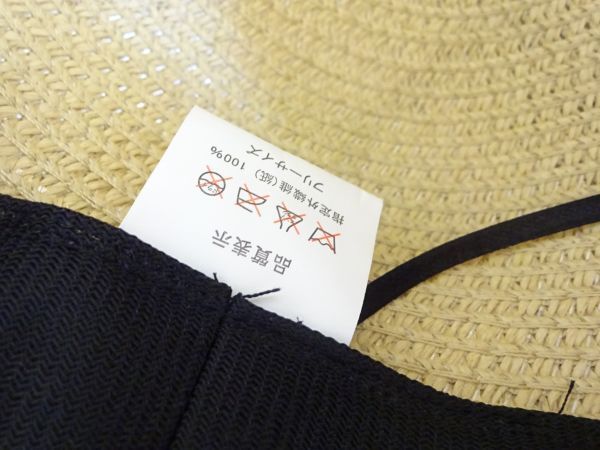 品質表示
指定外繊維(紙) 100%
フリーサイズ